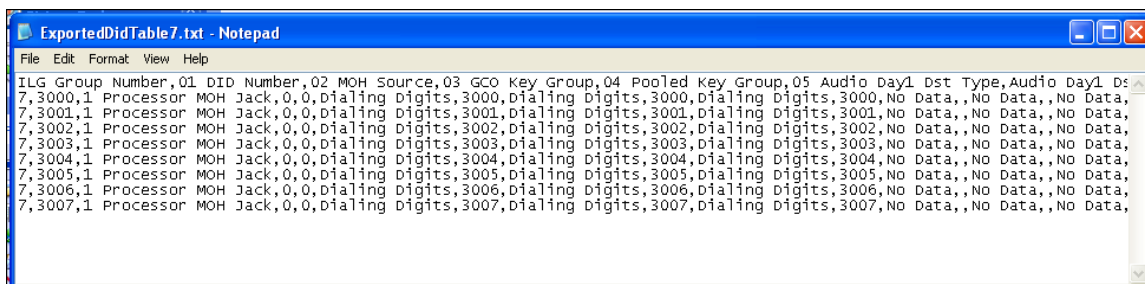 ExportedDidTable7.txt - Notepad
File Edit Format View Help
ILG Group Number,01 DID Number,02 MOH Source,03 GCO Key Group,04 Pooled Key Group,05 Audio Day1 Dst Type,Audio Day1 Ds
7,3000,1 Processor MOH Jack,0,0,Dialing Digits,3000,Dialing Digits,3000,Dialing Digits,3000,No Data,,No Data,,No Data,
7,3001,1 Processor MOH Jack,0,0,Dialing Digits,3001,Dialing Digits,3001,Dialing Digits,3001,No Data,,No Data,,No Data,
7,3002,1 Processor MOH Jack,0,0,Dialing Digits,3002,Dialing Digits,3002,Dialing Digits,3002,No Data,,No Data,,No Data,
7,3003,1 Processor MOH Jack,0,0,Dialing Digits,3003,Dialing Digits,3003,Dialing Digits,3003,No Data,,No Data,,No Data,
7,3004,1 Processor MOH Jack,0,0,Dialing Digits,3004,Dialing Digits,3004,Dialing Digits,3004,No Data,,No Data,,No Data,
7,3005,1 Processor MOH Jack,0,0,Dialing Digits,3005,Dialing Digits,3005,Dialing Digits,3005,No Data,,No Data,,No Data,
7,3006,1 Processor MOH Jack,0,0,Dialing Digits,3006,Dialing Digits,3006,Dialing Digits,3006,No Data,,No Data,,No Data,
7,3007,1 Processor MOH Jack,0,0,Dialing Digits,3007,Dialing Digits,3007,Dialing Digits,3007,No Data,,No Data,,No Data,